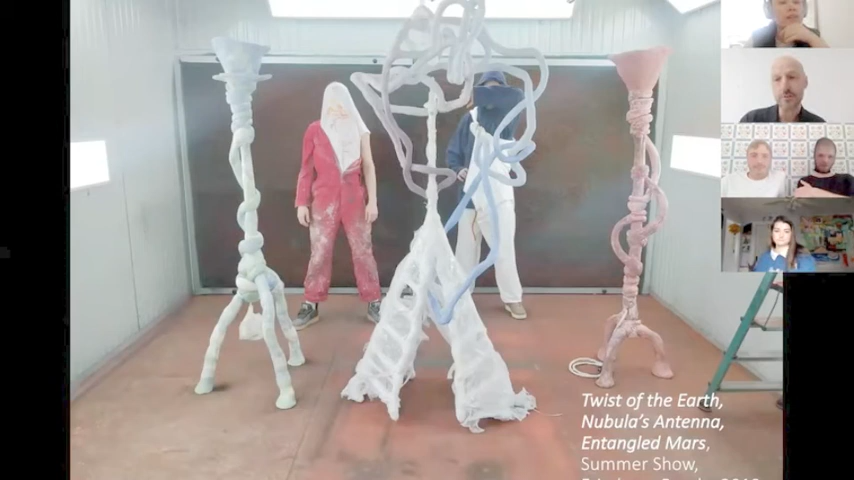 Twist of the Earth,
Nubula's Antenna,
Entangled Mars,
Summer Show,